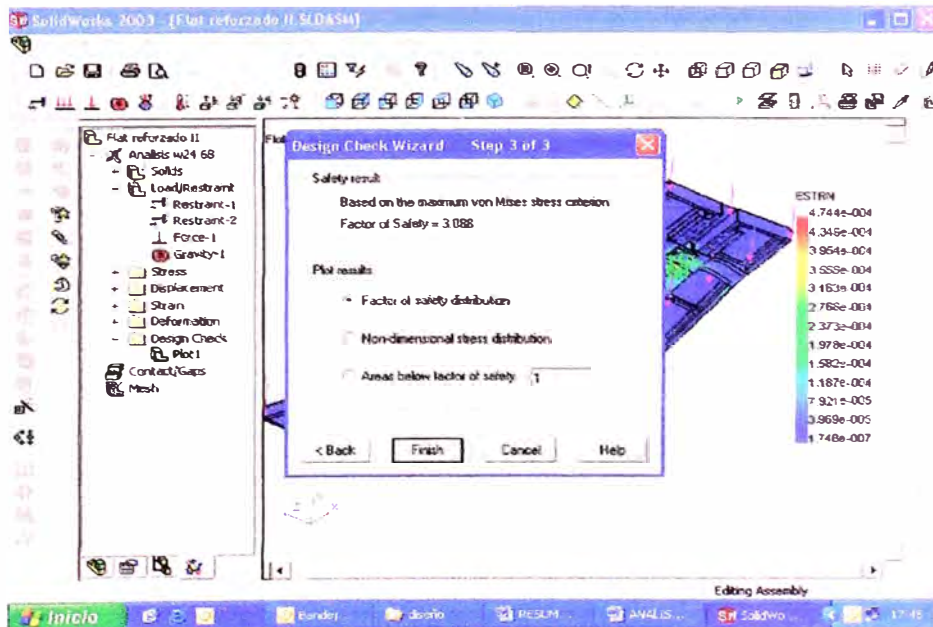 SolidWorks 2003 - [Flat reforzado II.SLDASM]
Flat reforzado II
Analisis w24 68
Solids
Load/Restraint
Restraint-1
Restraint-2
Force-1
Gravity-1
Stress
Displacement
Strain
Deformation
Design Check
Plot1
Contact/Gaps
Mesh
Design Check Wizard Step 3 of 3
Safety result
Based on the maximum von Mises stress criterion
Factor of Safety = 3.088
Plot results
Factor of safety distribution
Non-dimensional stress distribution
Areas below factor of safety 1
< Back Finish Cancel Help
ESTRN
4.744e-004
4.349e-004
3.954e-004
3.559e-004
3.163e-004
2.768e-004
2.373e-004
1.978e-004
1.582e-004
1.187e-004
7.921e-005
3.969e-005
1.748e-007
z x
Editing Assembly
Inicio Bandej diseño RESUM... ANALIS... SolidWo... 17:45